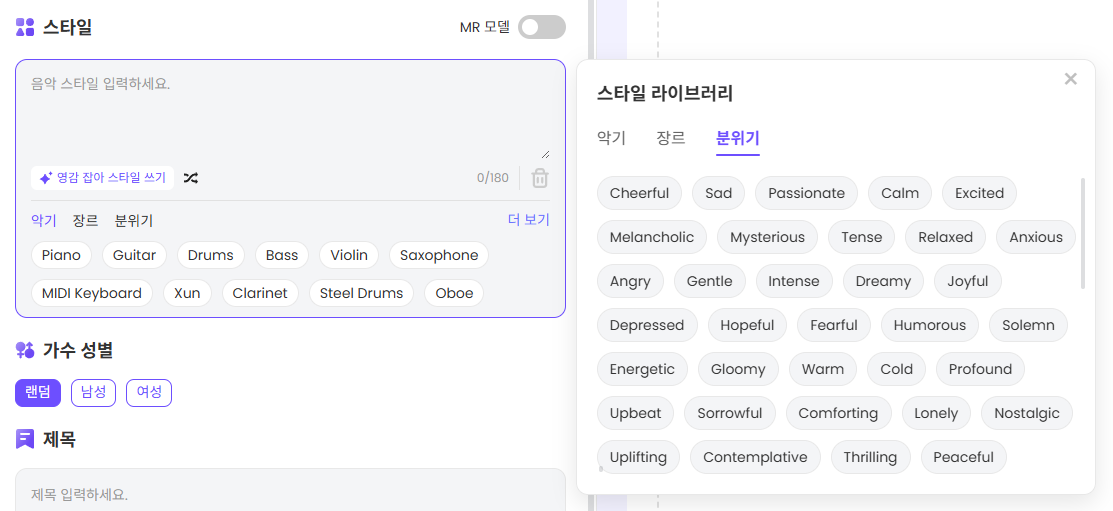 스타일
MR 모델
음악 스타일 입력하세요.
영감 잡아 스타일 쓰기
0/180
악기 장르 분위기 더 보기
Piano Guitar Drums Bass Violin Saxophone
MIDI Keyboard Xun Clarinet Steel Drums Oboe
가수 성별
랜덤 남성 여성
제목
제목 입력하세요.
스타일 라이브러리
악기 장르 분위기
Cheerful Sad Passionate Calm Excited
Melancholic Mysterious Tense Relaxed Anxious
Angry Gentle Intense Dreamy Joyful
Depressed Hopeful Fearful Humorous Solemn
Energetic Gloomy Warm Cold Profound
Upbeat Sorrowful Comforting Lonely Nostalgic
Uplifting Contemplative Thrilling Peaceful